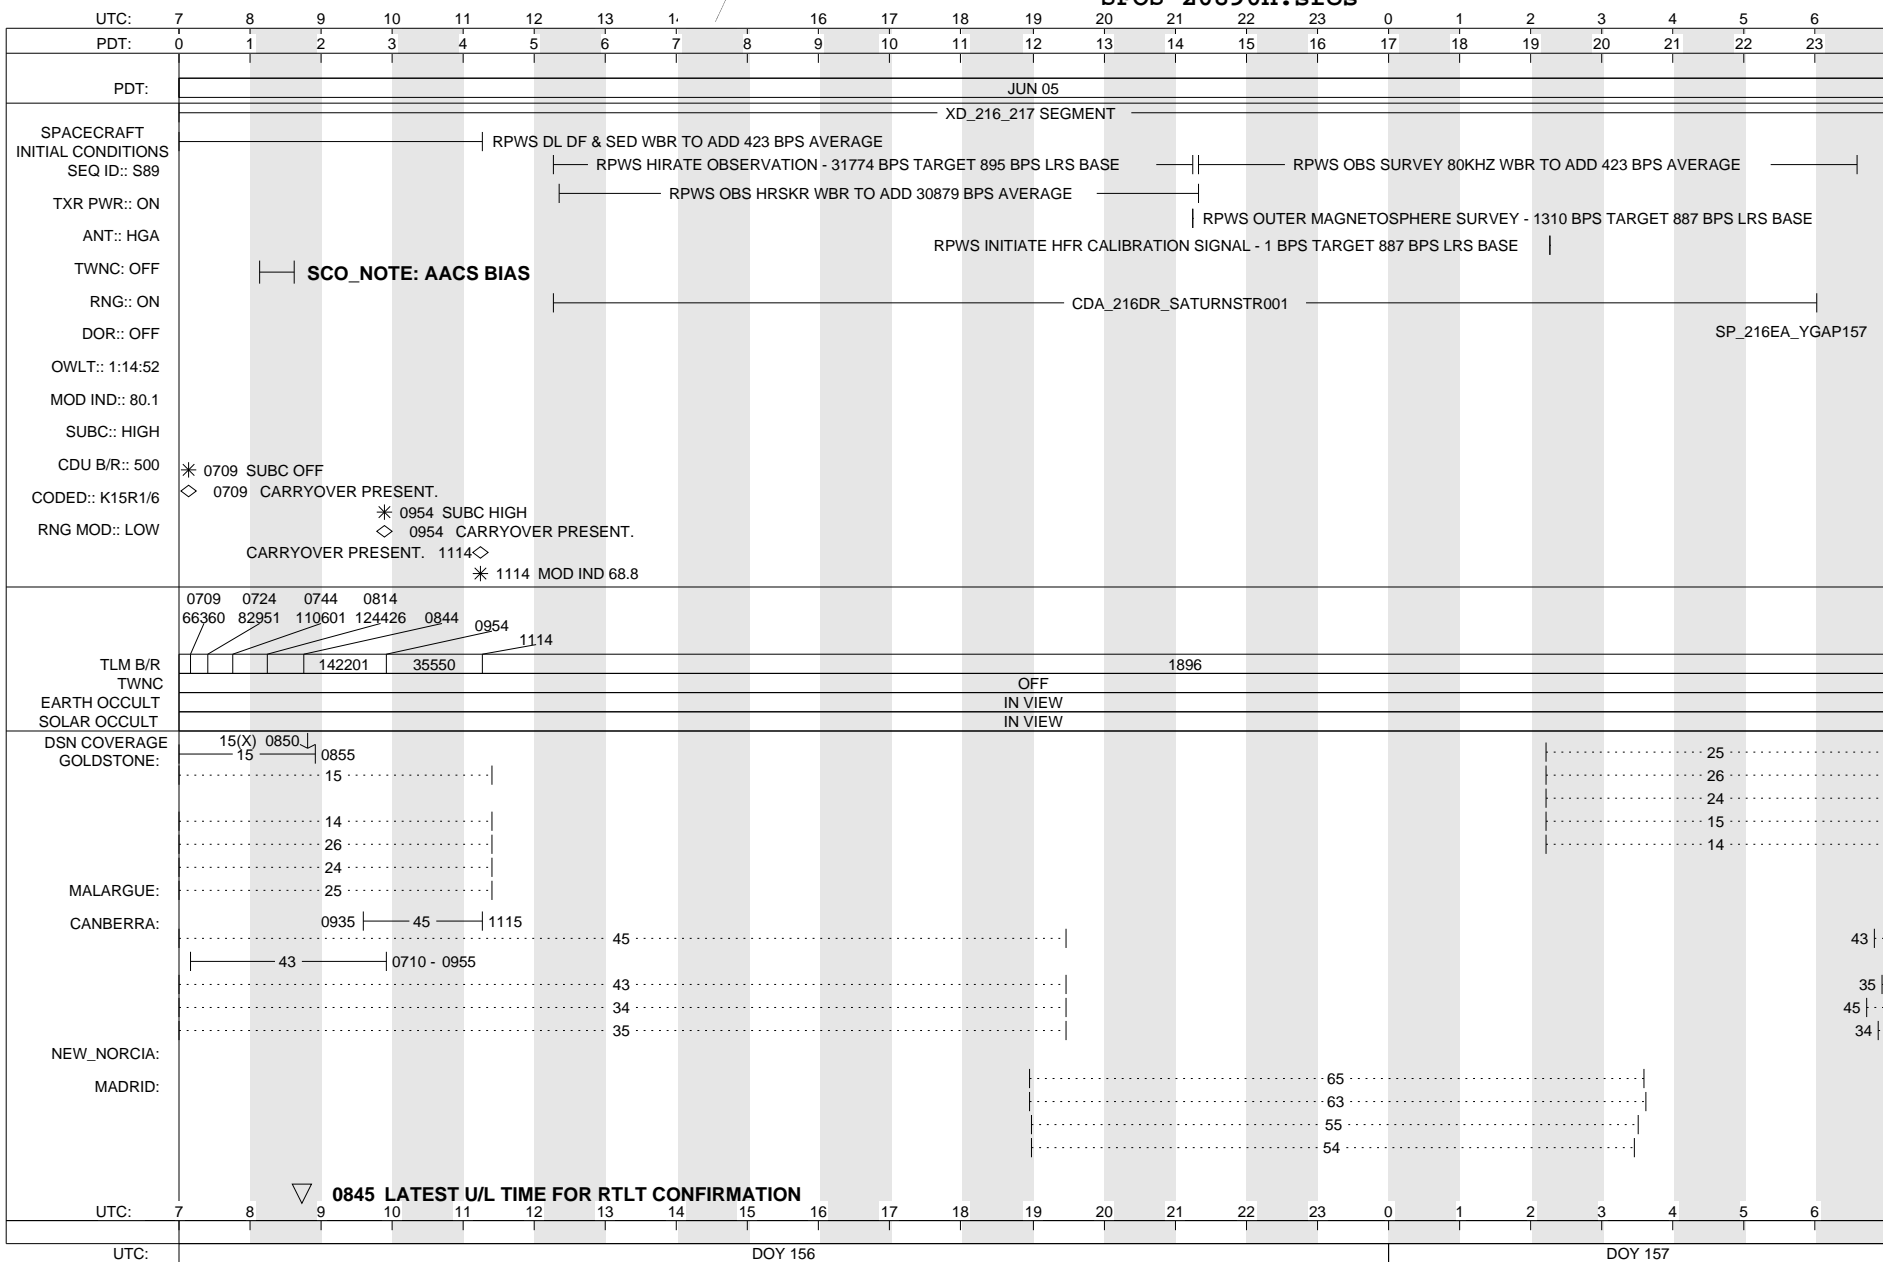 SFOS 20690H.sfos
UTC: 7 8 9 10 11 12 13 14 16 17 18 19 20 21 22 23 0 1 2 3 4 5 6
PDT: 0 1 2 3 4 5 6 7 8 9 10 11 12 13 14 15 16 17 18 19 20 21 22 23
PDT: JUN 05
XD_216_217 SEGMENT
SPACECRAFT
INITIAL CONDITIONS
SEQ ID:: S89
TXR PWR:: ON
ANT:: HGA
TWNC: OFF
RNG:: ON
DOR:: OFF
OWLT:: 1:14:52
MOD IND:: 80.1
SUBC:: HIGH
CDU B/R:: 500
CODED:: K15R1/6
RNG MOD:: LOW
RPWS DL DF & SED WBR TO ADD 423 BPS AVERAGE
RPWS HIRATE OBSERVATION - 31774 BPS TARGET 895 BPS LRS BASE
RPWS OBS SURVEY 80KHZ WBR TO ADD 423 BPS AVERAGE
RPWS OBS HRSKR WBR TO ADD 30879 BPS AVERAGE
RPWS OUTER MAGNETOSPHERE SURVEY - 1310 BPS TARGET 887 BPS LRS BASE
RPWS INITIATE HFR CALIBRATION SIGNAL - 1 BPS TARGET 887 BPS LRS BASE
SCO_NOTE: AACS BIAS
CDA_216DR_SATURNSTR001
SP_216EA_YGAP157
0709 SUBC OFF
0709 CARRYOVER PRESENT.
0954 SUBC HIGH
0954 CARRYOVER PRESENT.
CARRYOVER PRESENT. 1114
1114 MOD IND 68.8
0709 0724 0744 0814
66360 82951 110601 124426 0844 0954
1114
TLM B/R 142201 35550 1896
TWNC OFF
EARTH OCCULT IN VIEW
SOLAR OCCULT IN VIEW
DSN COVERAGE 15(X) 0850
GOLDSTONE: 15 0855 25
15 26
24
14 15
26 14
24
MALARGUE: 25
CANBERRA: 0935 45 1115
45 43
43 0710 - 0955
43 35
34 45
35 34
NEW_NORCIA:
MADRID: 65
63
55
54
0845 LATEST U/L TIME FOR RTLT CONFIRMATION
UTC: 7 8 9 10 11 12 13 14 15 16 17 18 19 20 21 22 23 0 1 2 3 4 5 6
UTC: DOY 156 DOY 157